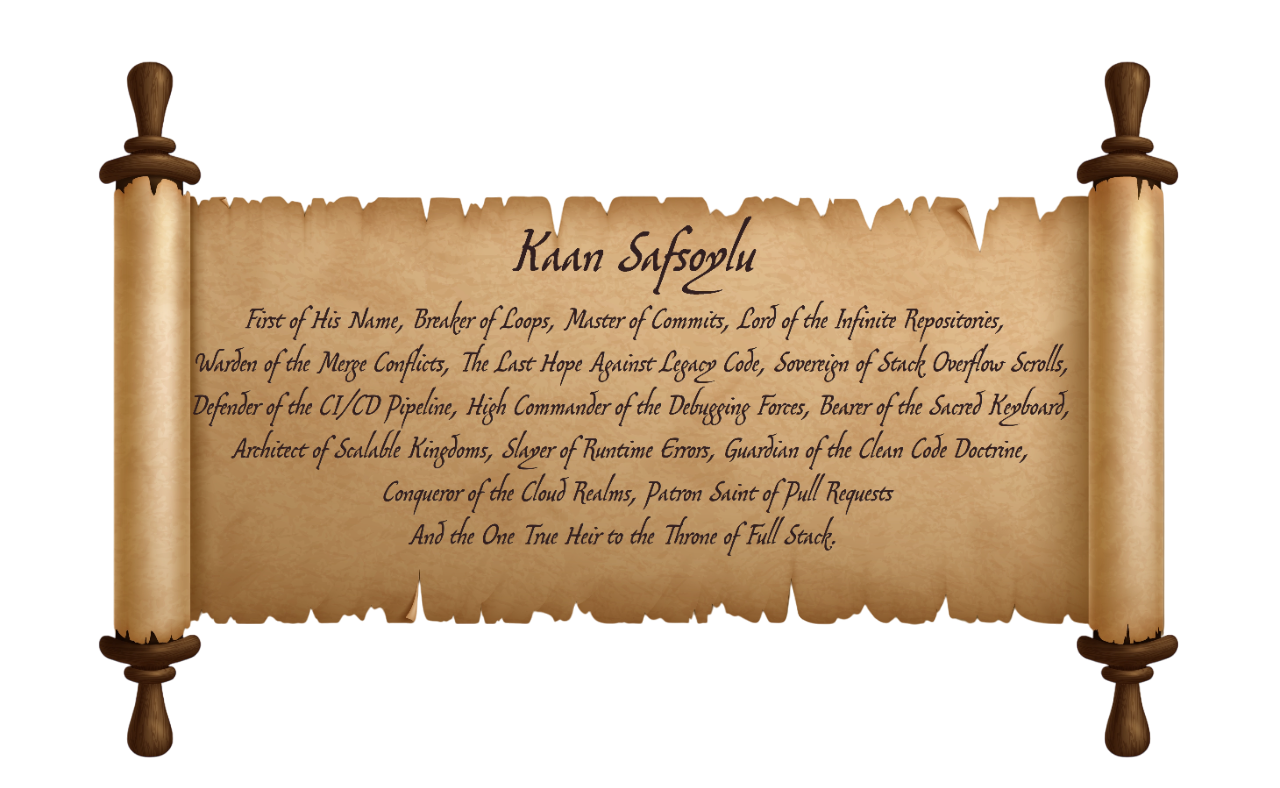 Kaan Safsoylu
First of His Name, Breaker of Loops, Master of Commits, Lord of the Infinite Repositories,
Warden of the Merge Conflicts, The Last Hope Against Legacy Code, Sovereign of Stack Overflow Scrolls,
Defender of the CI/CD Pipeline, High Commander of the Debugging Forces, Bearer of the Sacred Keyboard,
Architect of Scalable Kingdoms, Slayer of Runtime Errors, Guardian of the Clean Code Doctrine,
Conqueror of the Cloud Realms, Patron Saint of Pull Requests
And the One True Heir to the Throne of Full Stack.